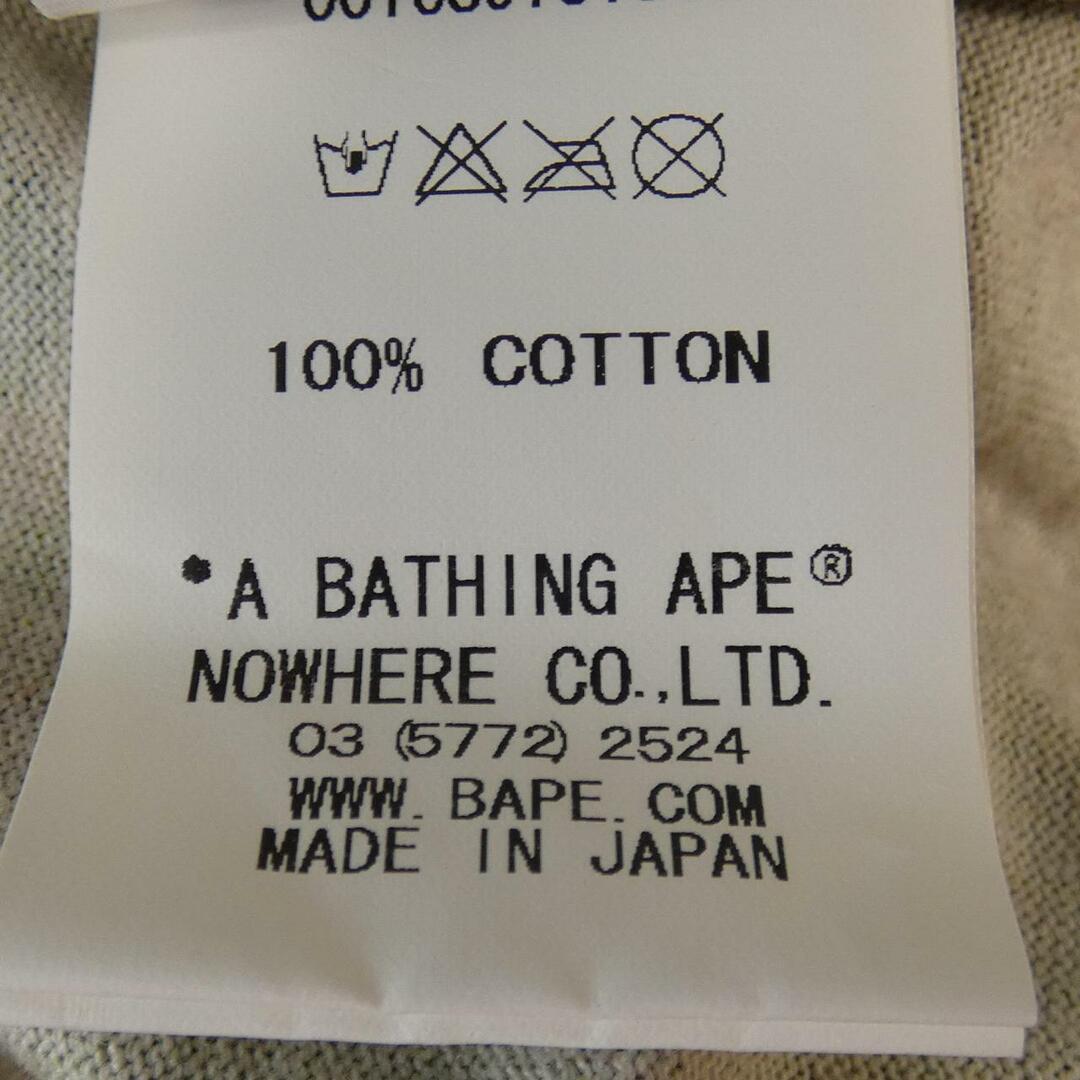 100% COTTON
*A BATHING APE®
NOWHERE CO.,LTD.
03 (5772) 2524
WWW. BAPE. COM
MADE IN JAPAN